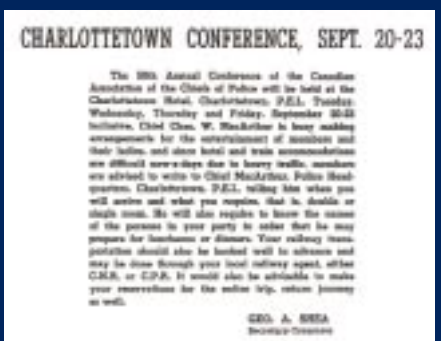 CHARLOTTETOWN CONFERENCE, SEPT. 20-23
The Annual Conference of the Canadian
Association of the Chiefs of Police will be held at the
Charlottetown Hotel, Charlottetown, P.E.I., Tuesday,
Wednesday, Thursday and Friday, September 20-23
inclusive. Chief Chas. W. MacArthur is busy making
arrangements for the entertainment of members and
their ladies, and since hotel and train accommodations
are difficult now-a-days due to heavy traffic, members
are advised to write to Chief MacArthur, Police Head-
quarters, Charlottetown, P.E.I., telling him when you
will arrive and what you require, that is, double or
single room. He will also require to know the names
of the persons in your party in order that he may
prepare for luncheons or dinners. Your railway trans-
portation should also be booked well in advance and
may be done through your local railway agent, either
C.N.R. or C.P.R. It would also be advisable to make
your reservations for the entire trip, return journey
as well.
GEO. A. SHEA
Secretary-Treasurer